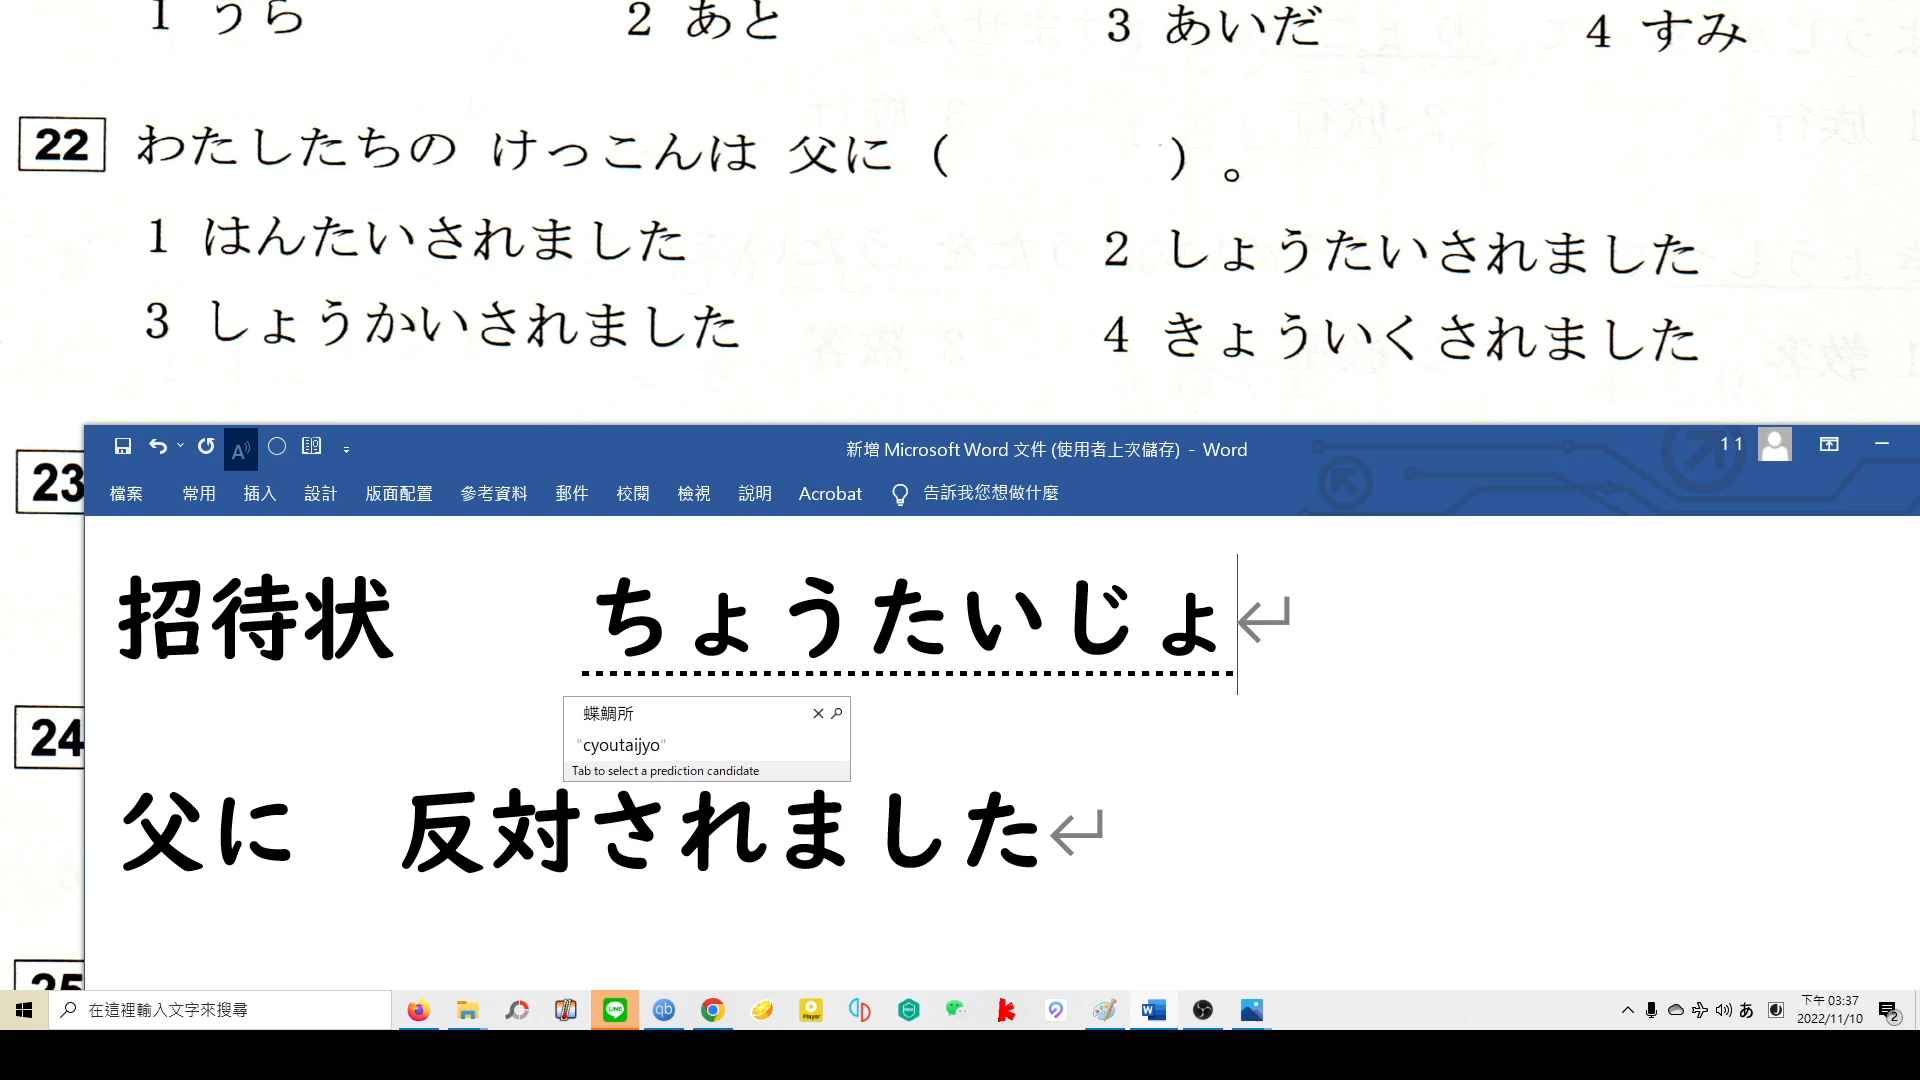 1 うら 2 あと 3 あいだ 4 すみ
22 わたしたちの けっこんは 父に ( )。
1 はんたいされました 2 しょうたいされました
3 しょうかいされました 4 きょういくされました
新增 Microsoft Word 文件 (使用者上次儲存) - Word 1 1
23
檔案 常用 插入 設計 版面配置 參考資料 郵件 校閱 檢視 說明 Acrobat 告訴我您想做什麼
招待状 ちょうたいじょ
蝶鯛所
"cyoutaijyo"
Tab to select a prediction candidate
24
父に 反対されました
25
在這裡輸入文字來搜尋
あ
下午 03:37
2022/11/10
2